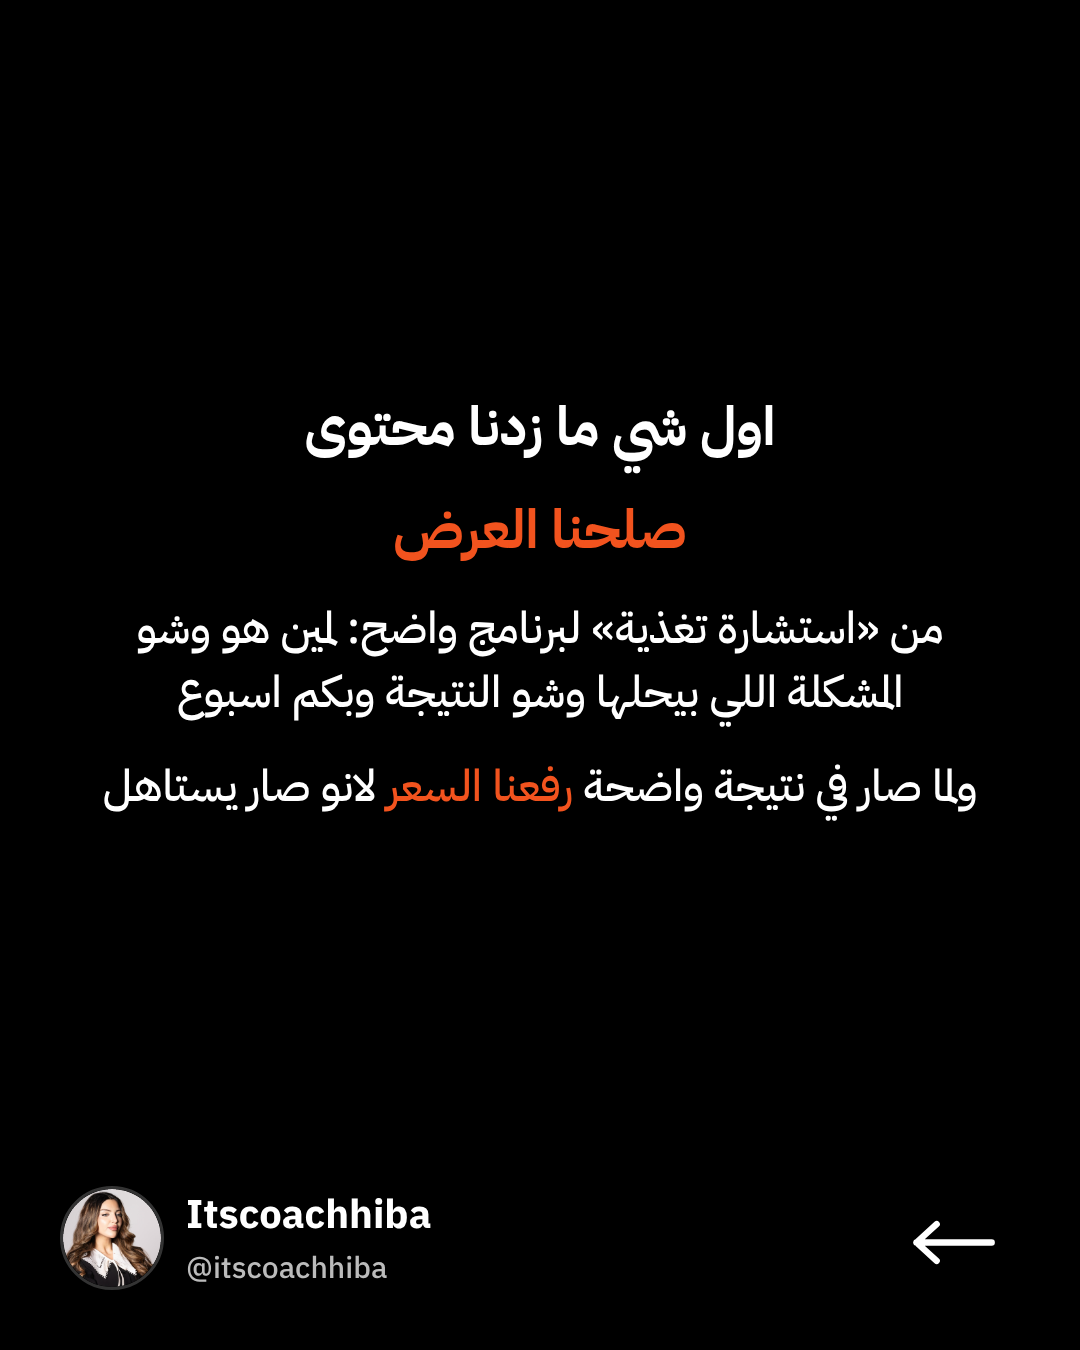 اول شي ما زدنا محتوى
صلحنا العرض
من «استشارة تغذية» لبرنامج واضح: لمين هو وشو
المشكلة اللي بيحلها وشو النتيجة وبكم اسبوع
ولما صار في نتيجة واضحة رفعنا السعر لانو صار يستاهل
Itscoachhiba
@itscoachhiba